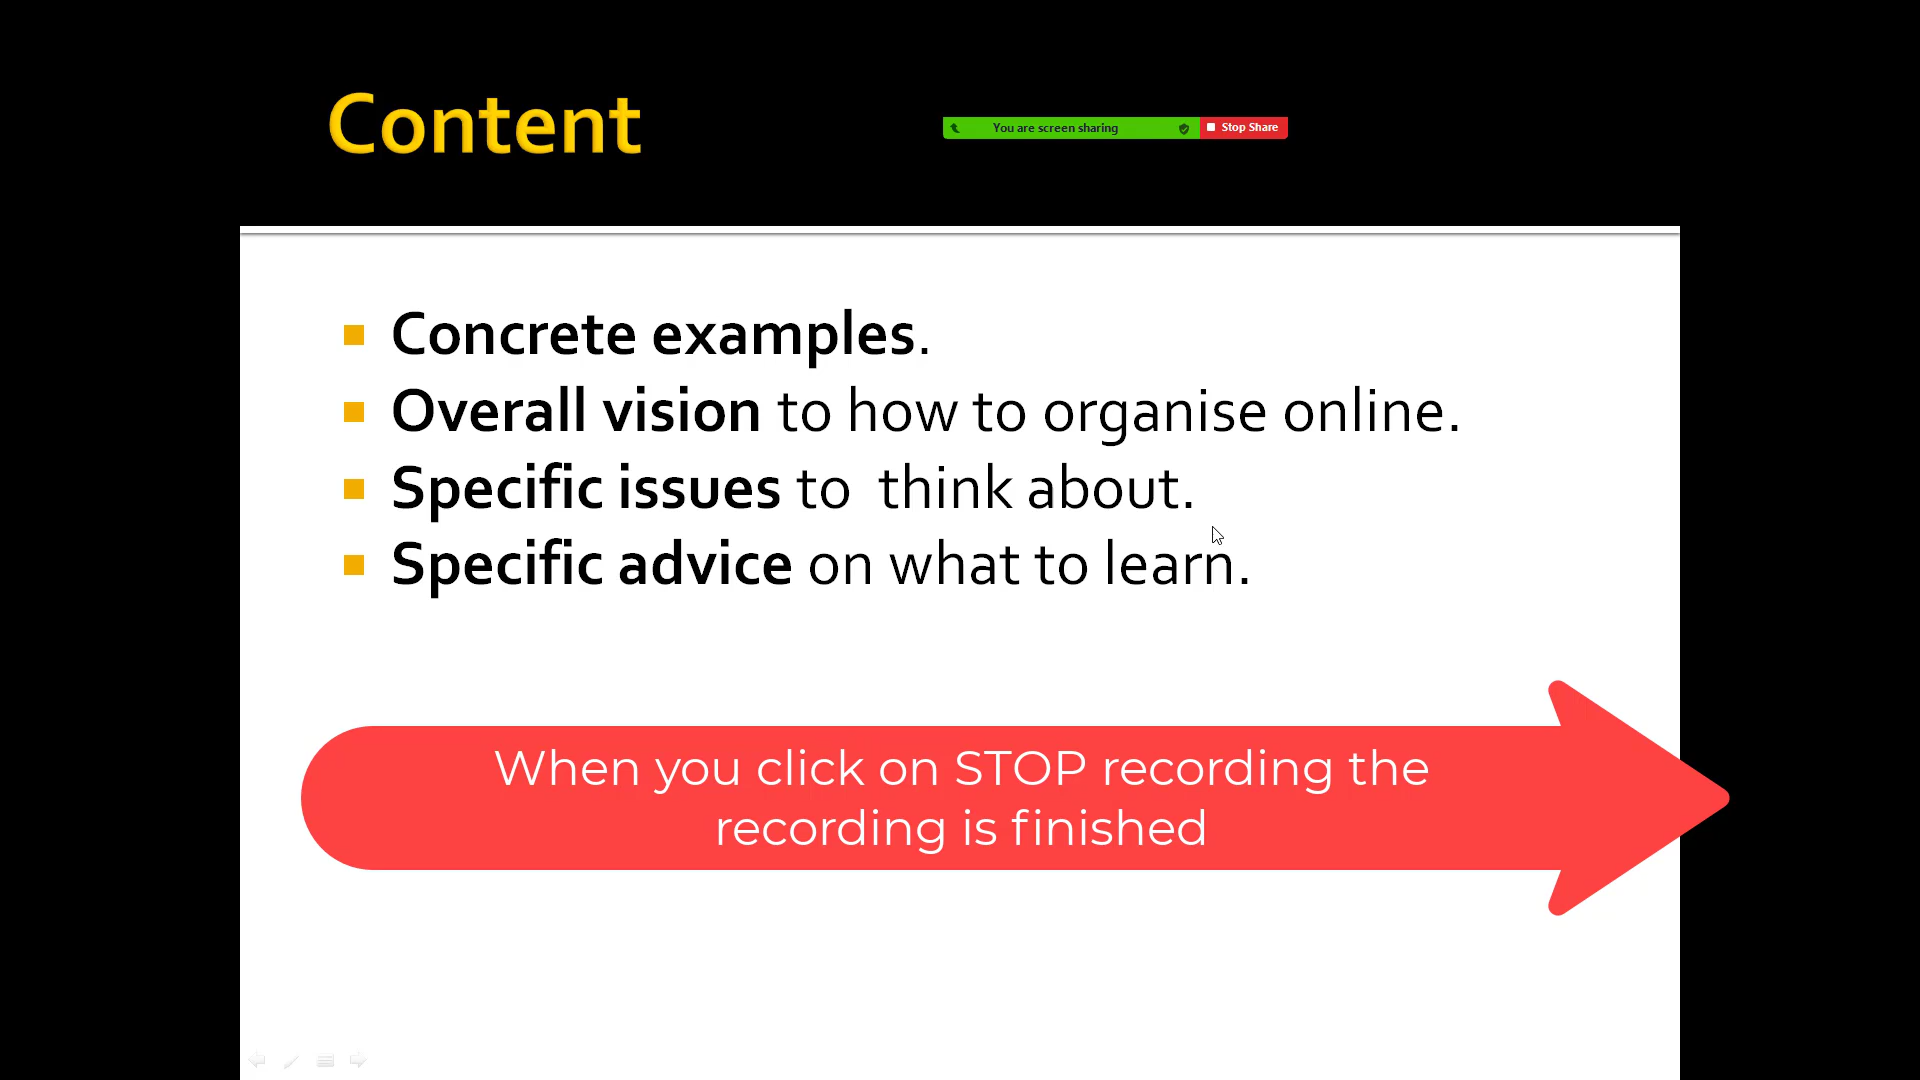 Content
You are screen sharing
Stop Share
Concrete examples.
Overall vision to how to organise online.
Specific issues to  think about.
Specific advice on what to learn.
When you click on STOP recording the
recording is finished